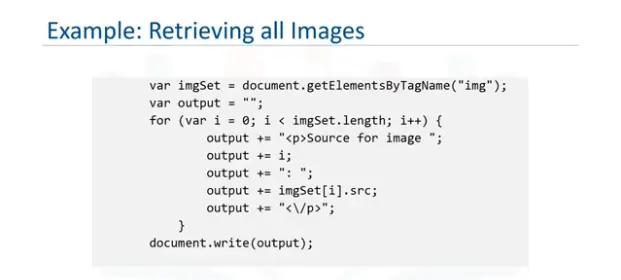 Example: Retrieving all Images
var imgSet = document.getElementsByTagName("img");
var output = "";
for (var i = 0; i < imgSet.length; i++) {
output += "<p>Source for image ";
output += i;
output += ": ";
output += imgSet[i].src;
output += "<\/p>";
}
document.write(output);